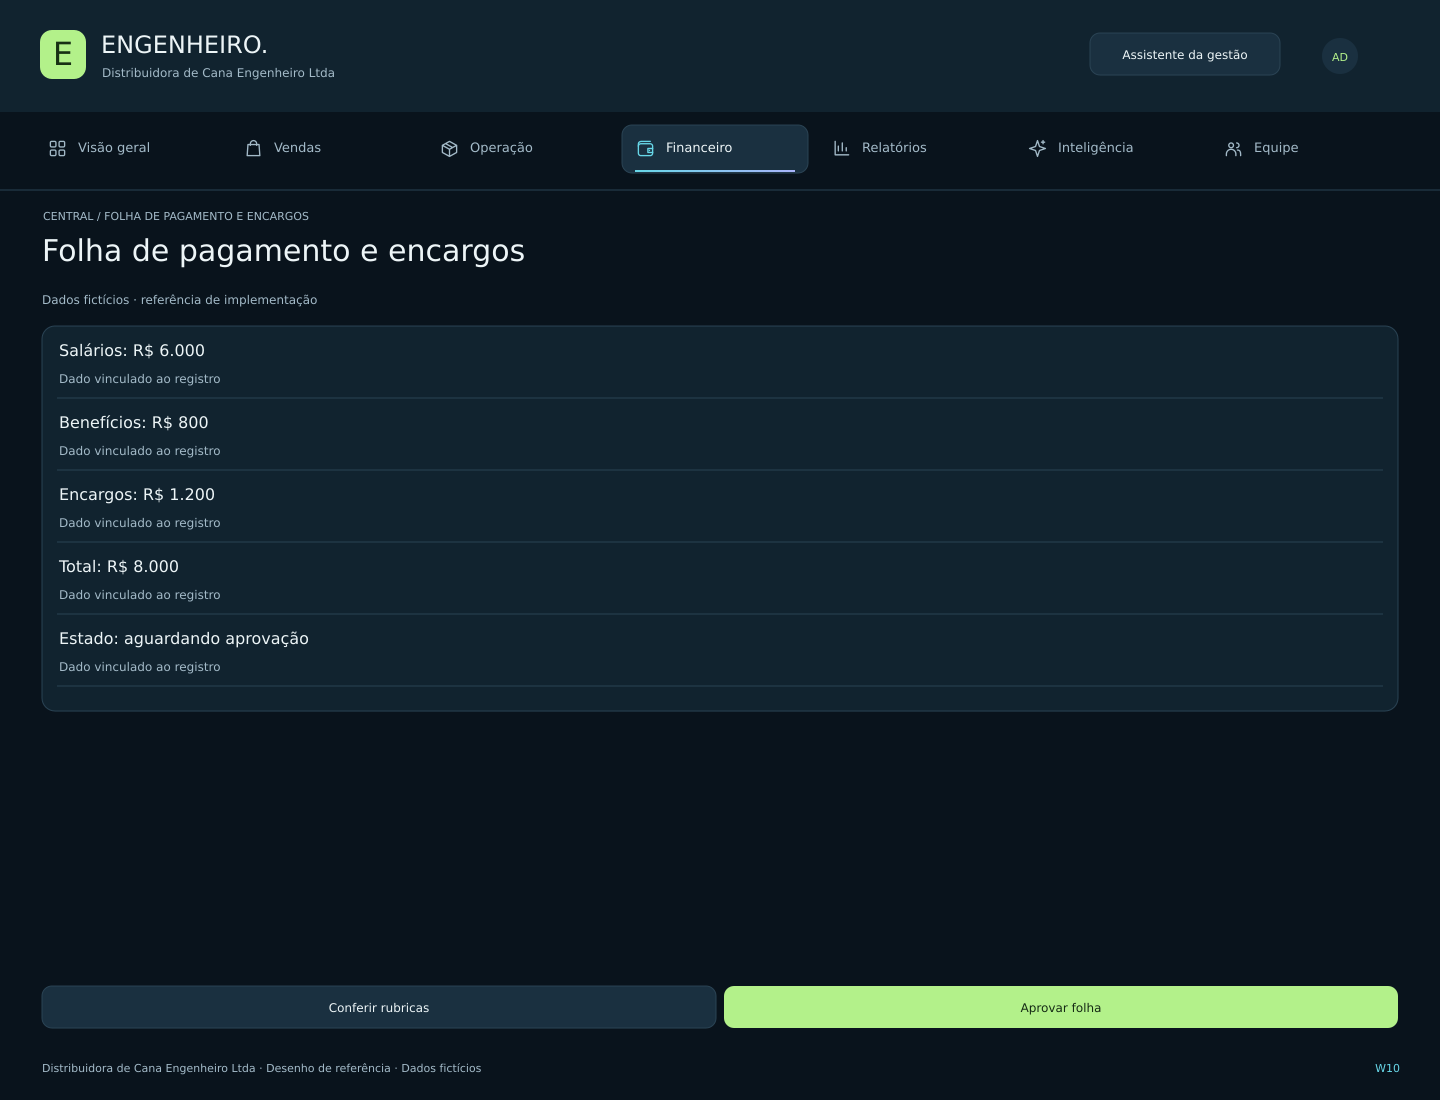 E
ENGENHEIRO.
Distribuidora de Cana Engenheiro Ltda
Assistente da gestão
AD
Visão geral
Vendas
Operação
Financeiro
Relatórios
Inteligência
Equipe
CENTRAL / FOLHA DE PAGAMENTO E ENCARGOS
Folha de pagamento e encargos
Dados fictícios · referência de implementação
Salários: R$ 6.000
Dado vinculado ao registro
Benefícios: R$ 800
Dado vinculado ao registro
Encargos: R$ 1.200
Dado vinculado ao registro
Total: R$ 8.000
Dado vinculado ao registro
Estado: aguardando aprovação
Dado vinculado ao registro
Conferir rubricas
Aprovar folha
Distribuidora de Cana Engenheiro Ltda · Desenho de referência · Dados fictícios
W10